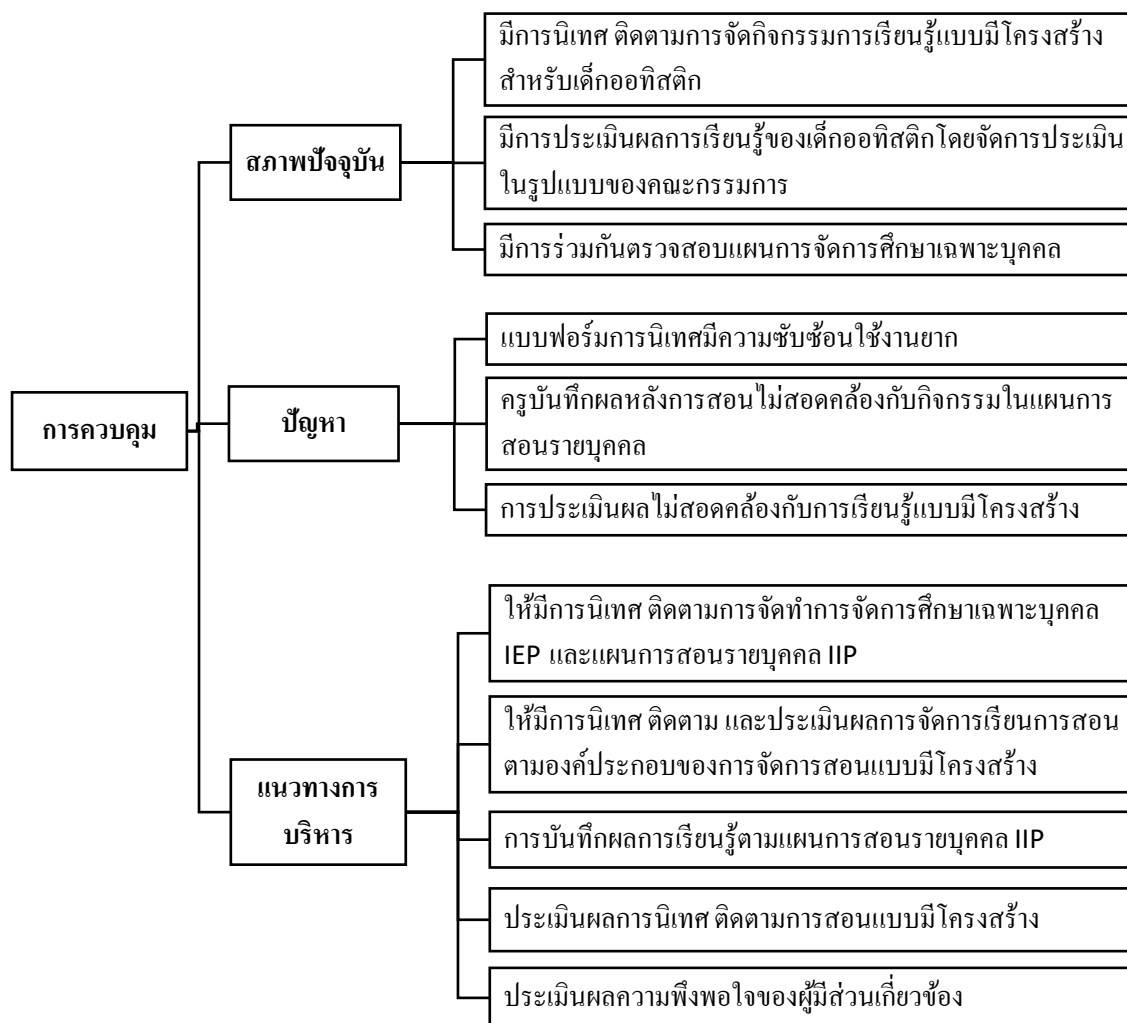 การควบคุม
สภาพปัจจุบัน
มีการนิเทศ ติดตามการจัดกิจกรรมการเรียนรู้แบบมีโครงสร้าง
สำหรับเด็กออทิสติก
มีการประเมินผลการเรียนรู้ของเด็กออทิสติกโดยจัดการประเมิน
ในรูปแบบของคณะกรรมการ
มีการร่วมกันตรวจสอบแผนการจัดการศึกษาเฉพาะบุคคล
ปัญหา
แบบฟอร์มการนิเทศมีความซับซ้อนใช้งานยาก
ครูบันทึกผลหลังการสอนไม่สอดคล้องกับกิจกรรมในแผนการ
สอนรายบุคคล
การประเมินผลไม่สอดคล้องกับการเรียนรู้แบบมีโครงสร้าง
แนวทางการ
บริหาร
ให้มีการนิเทศ ติดตามการจัดทำการจัดการศึกษาเฉพาะบุคคล
IEP และแผนการสอนรายบุคคล IIP
ให้มีการนิเทศ ติดตาม และประเมินผลการจัดการเรียนการสอน
ตามองค์ประกอบของการจัดการสอนแบบมีโครงสร้าง
การบันทึกผลการเรียนรู้ตามแผนการสอนรายบุคคล IIP
ประเมินผลการนิเทศ ติดตามการสอนแบบมีโครงสร้าง
ประเมินผลความพึงพอใจของผู้มีส่วนเกี่ยวข้อง